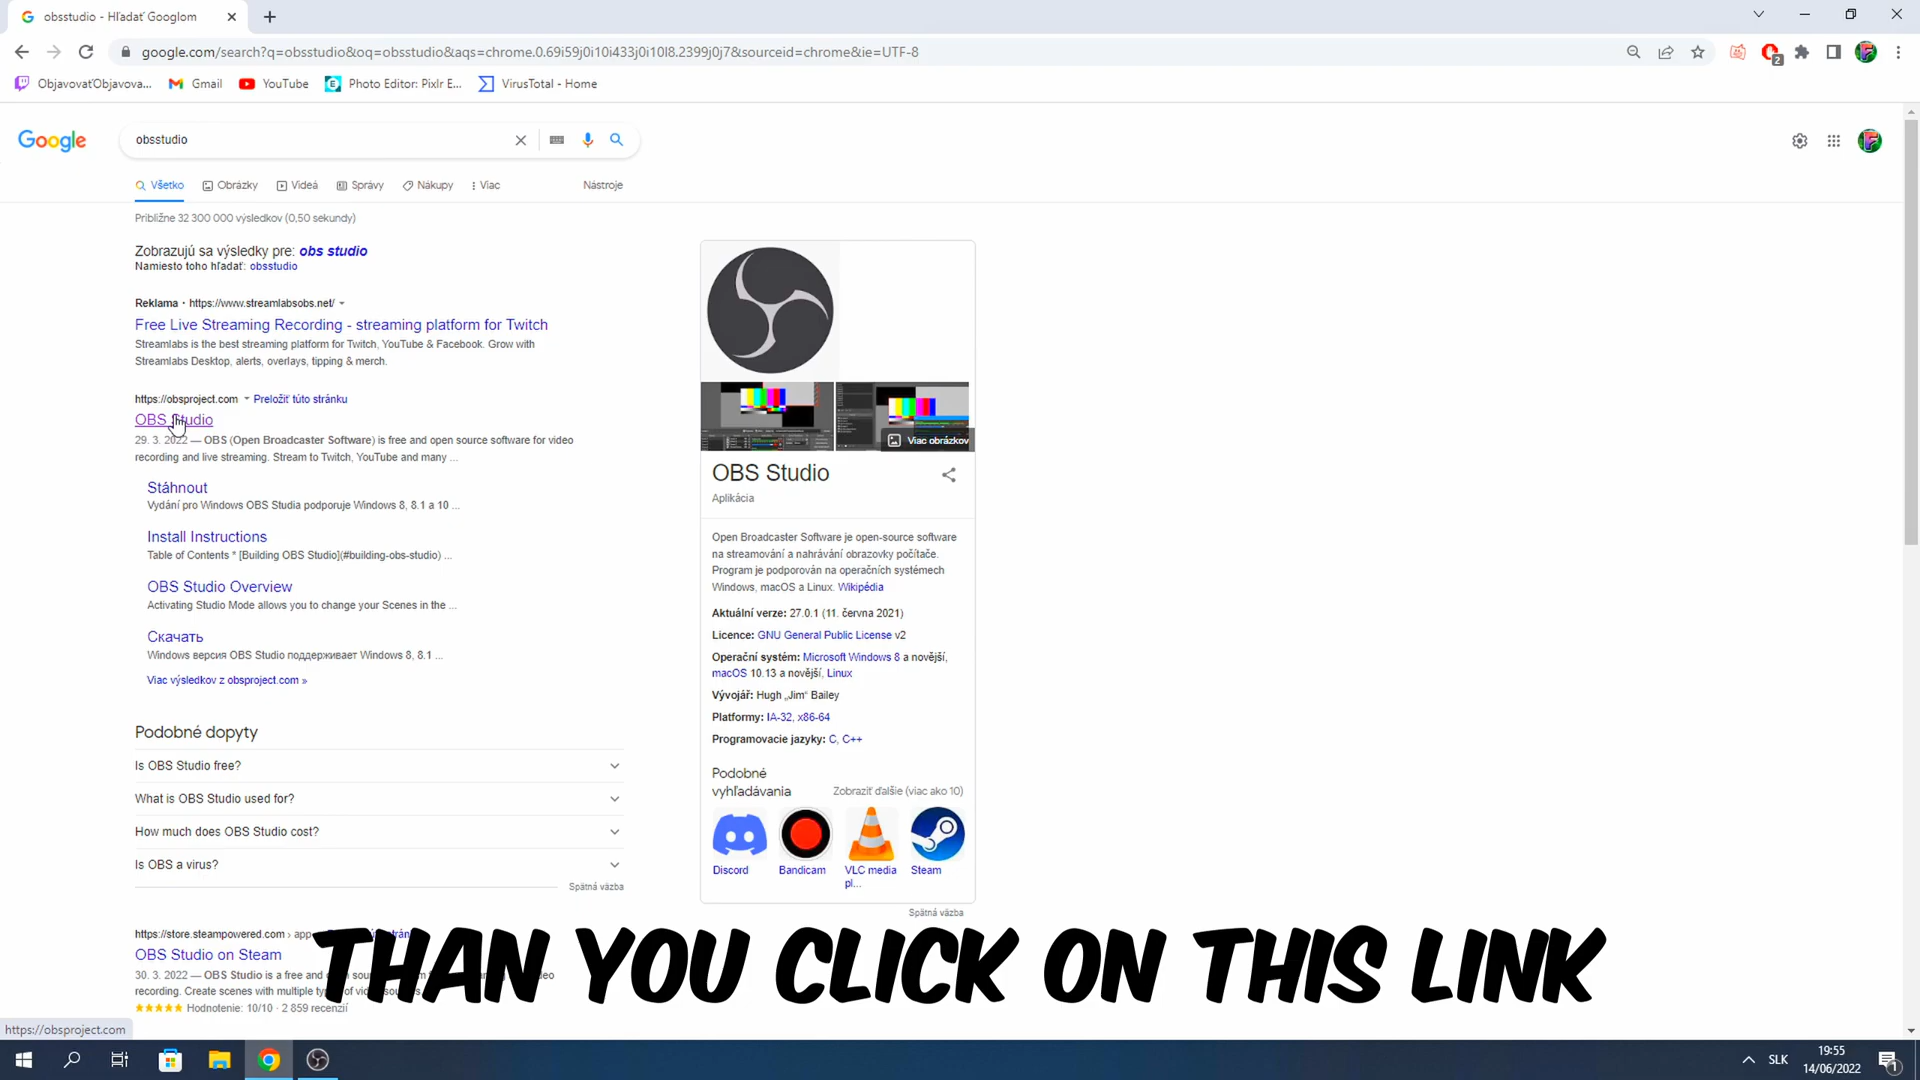 obsstudio - Hľadať Googlom
google.com/search?q=obsstudio&oq=obsstudio&aqs=chrome.0.69i59j0i10i433j0i10l8.2399j0j7&sourceid=chrome&ie=UTF-8
2
ObjavovaťObjavova...
Gmail
YouTube
Photo Editor: Pixlr E...
VirusTotal - Home
Google
obsstudio
Všetko
Obrázky
Videá
Správy
Nákupy
Viac
Nástroje
Približne 32 300 000 výsledkov (0,50 sekundy)
Zobrazujú sa výsledky pre: obs studio
Namiesto toho hľadať: obsstudio
Reklama · https://www.streamlabsobs.net/
Free Live Streaming Recording - streaming platform for Twitch
Streamlabs is the best streaming platform for Twitch, YouTube & Facebook. Grow with
Streamlabs Desktop, alerts, overlays, tipping & merch.
https://obsproject.com
Preložiť túto stránku
OBS Studio
29. 3. 2022 — OBS (Open Broadcaster Software) is free and open source software for video
recording and live streaming. Stream to Twitch, YouTube and many ...
Stáhnout
Vydání pro Windows OBS Studia podporuje Windows 8, 8.1 a 10 ...
Install Instructions
Table of Contents * [Building OBS Studio](#building-obs-studio) ...
OBS Studio Overview
Activating Studio Mode allows you to change your Scenes in the ...
Скачать
Windows версия OBS Studio поддерживает Windows 8, 8.1 ...
Viac výsledkov z obsproject.com »
Podobné dopyty
Is OBS Studio free?
What is OBS Studio used for?
How much does OBS Studio cost?
Is OBS a virus?
Spätná väzba
https://store.steampowered.com › app
OBS Studio on Steam
30. 3. 2022 — OBS Studio is a free and
recording. Create scenes with multiple
Hodnotenie: 10/10 · 2 859 recenzií
https://obsproject.com
Viac obrázkov
OBS Studio
Aplikácia
Open Broadcaster Software je open-source software
na streamování a nahrávání obrazovky počítače.
Program je podporován na operačních systémech
Windows, macOS a Linux. Wikipédia
Aktuální verze: 27.0.1 (11. června 2021)
Licence: GNU General Public License v2
Operační systém: Microsoft Windows 8 a novější,
macOS 10.13 a novější, Linux
Vývojář: Hugh „Jim“ Bailey
Platformy: IA-32, x86-64
Programovacie jazyky: C, C++
Podobné
vyhľadávania
Zobraziť ďalšie (viac ako 10)
Discord
Bandicam
VLC media
pl...
Steam
Spätná väzba
THAN YOU CLICK ON THIS LINK
SLK
19:55
14/06/2022
1